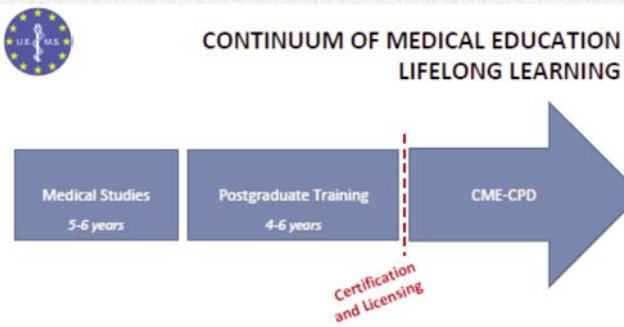 U.E.M.S.
CONTINUUM OF MEDICAL EDUCATION
LIFELONG LEARNING
Medical Studies
5-6 years
Postgraduate Training
4-6 years
CME-CPD
Certification
and Licensing